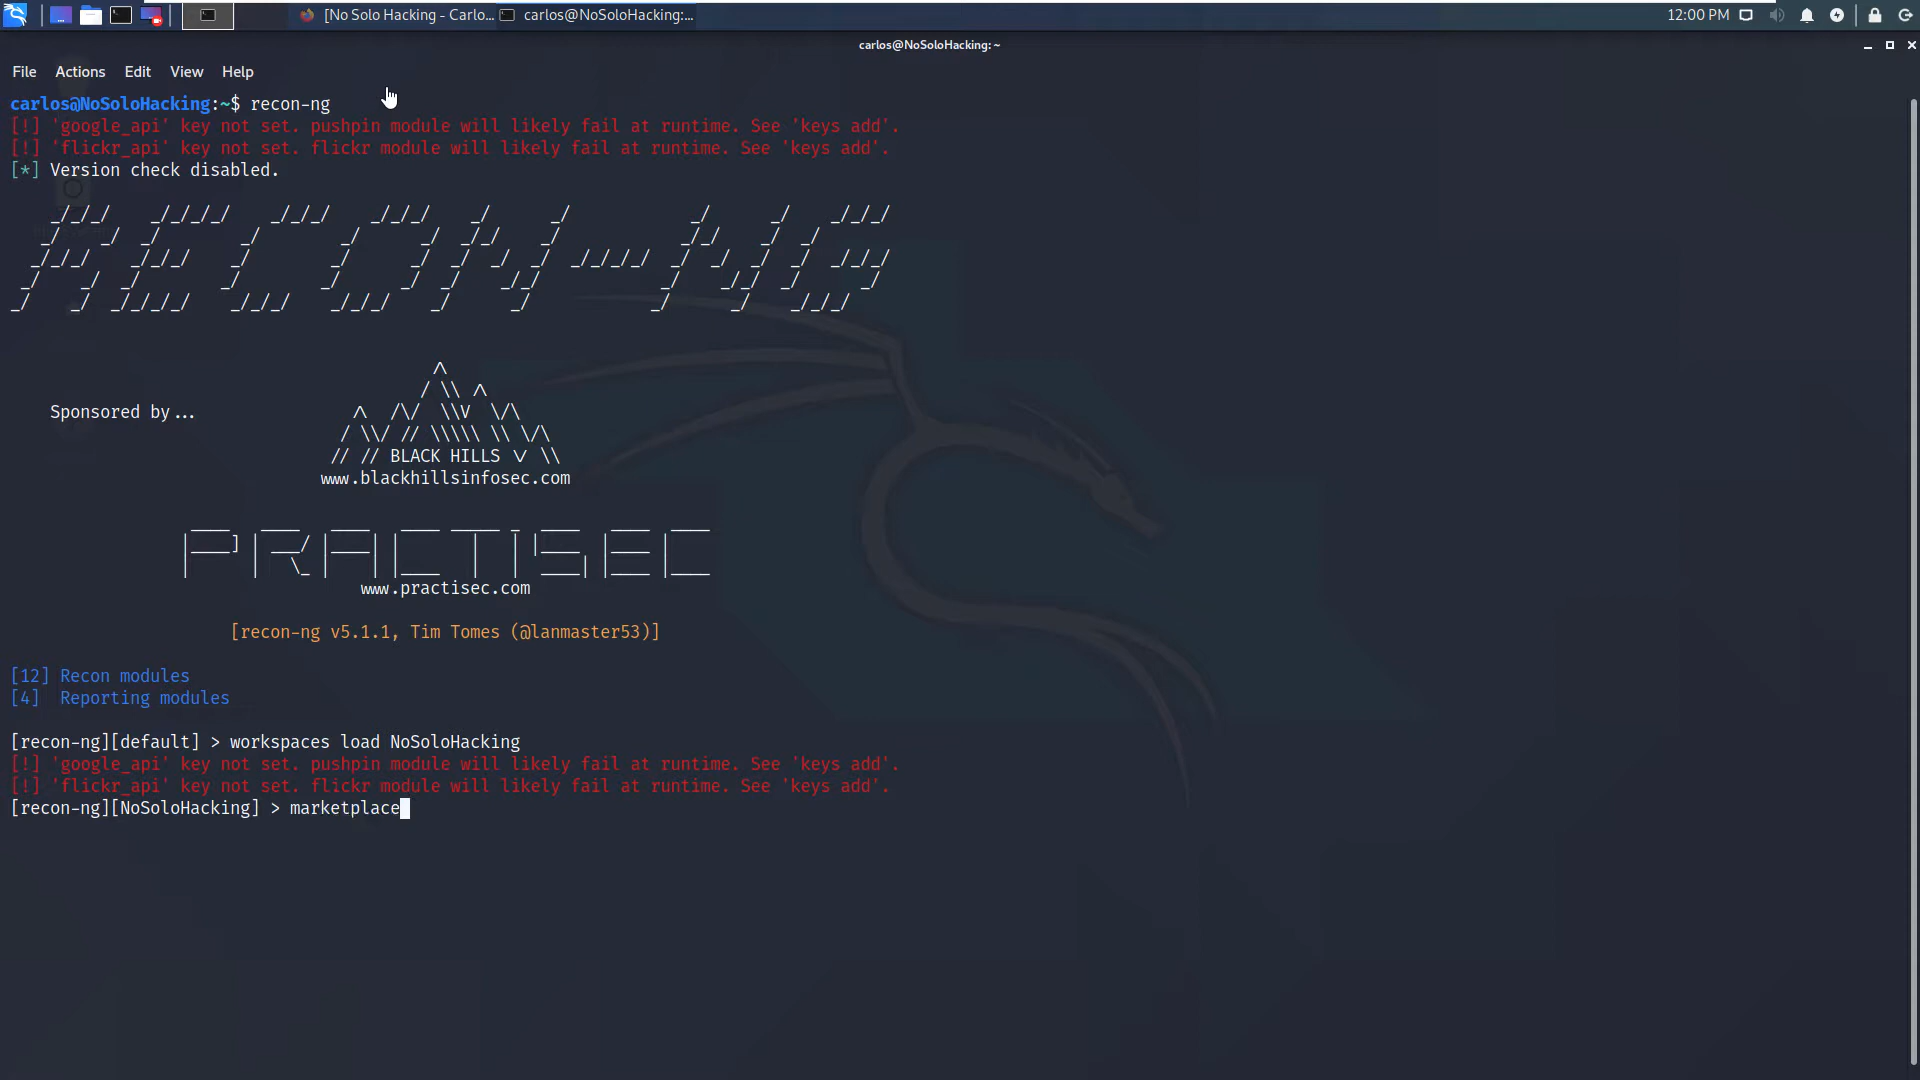 [No Solo Hacking - Carlo...
carlos@NoSoloHacking:...
12:00 PM
carlos@NoSoloHacking: ~
File Actions Edit View Help
carlos@NoSoloHacking:~$ recon-ng
[!] 'google_api' key not set. pushpin module will likely fail at runtime. See 'keys add'.
[!] 'flickr_api' key not set. flickr module will likely fail at runtime. See 'keys add'.
[*] Version check disabled.
RECON-NG
Sponsored by...
BLACK HILLS
www.blackhillsinfosec.com
PRACTISEC
www.practisec.com
[recon-ng v5.1.1, Tim Tomes (@lanmaster53)]
[12] Recon modules
[4] Reporting modules
[recon-ng][default] > workspaces load NoSoloHacking
[!] 'google_api' key not set. pushpin module will likely fail at runtime. See 'keys add'.
[!] 'flickr_api' key not set. flickr module will likely fail at runtime. See 'keys add'.
[recon-ng][NoSoloHacking] > marketplace